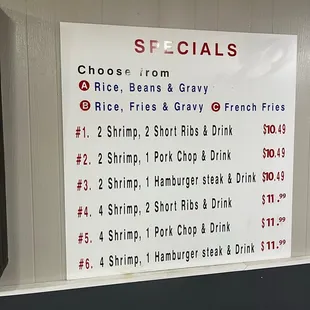 SPECIALS
Choose from
A Rice, Beans & Gravy
B Rice, Fries & Gravy C French Fries
#1. 2 Shrimp, 2 Short Ribs & Drink $10.49
#2. 2 Shrimp, 1 Pork Chop & Drink $10.49
#3. 2 Shrimp, 1 Hamburger steak & Drink $10.49
#4. 4 Shrimp, 2 Short Ribs & Drink $11.99
#5. 4 Shrimp, 1 Pork Chop & Drink $11.99
#6. 4 Shrimp, 1 Hamburger steak & Drink $11.99